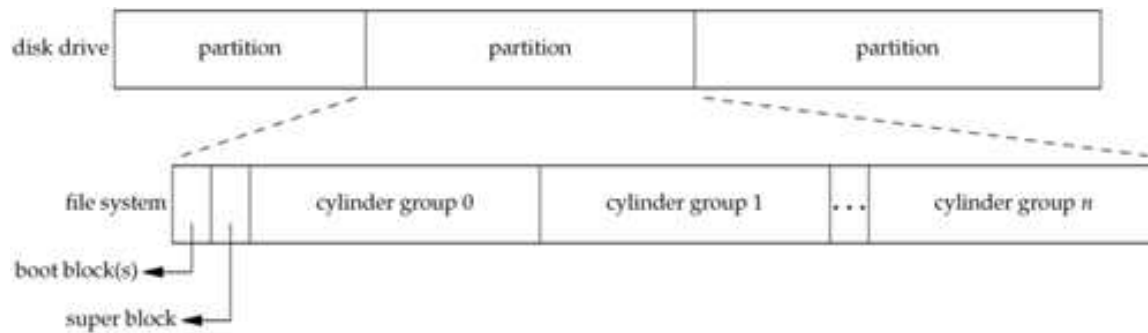 disk drive partition partition partition
file system cylinder group 0 cylinder group 1 ... cylinder group n
boot block(s)
super block